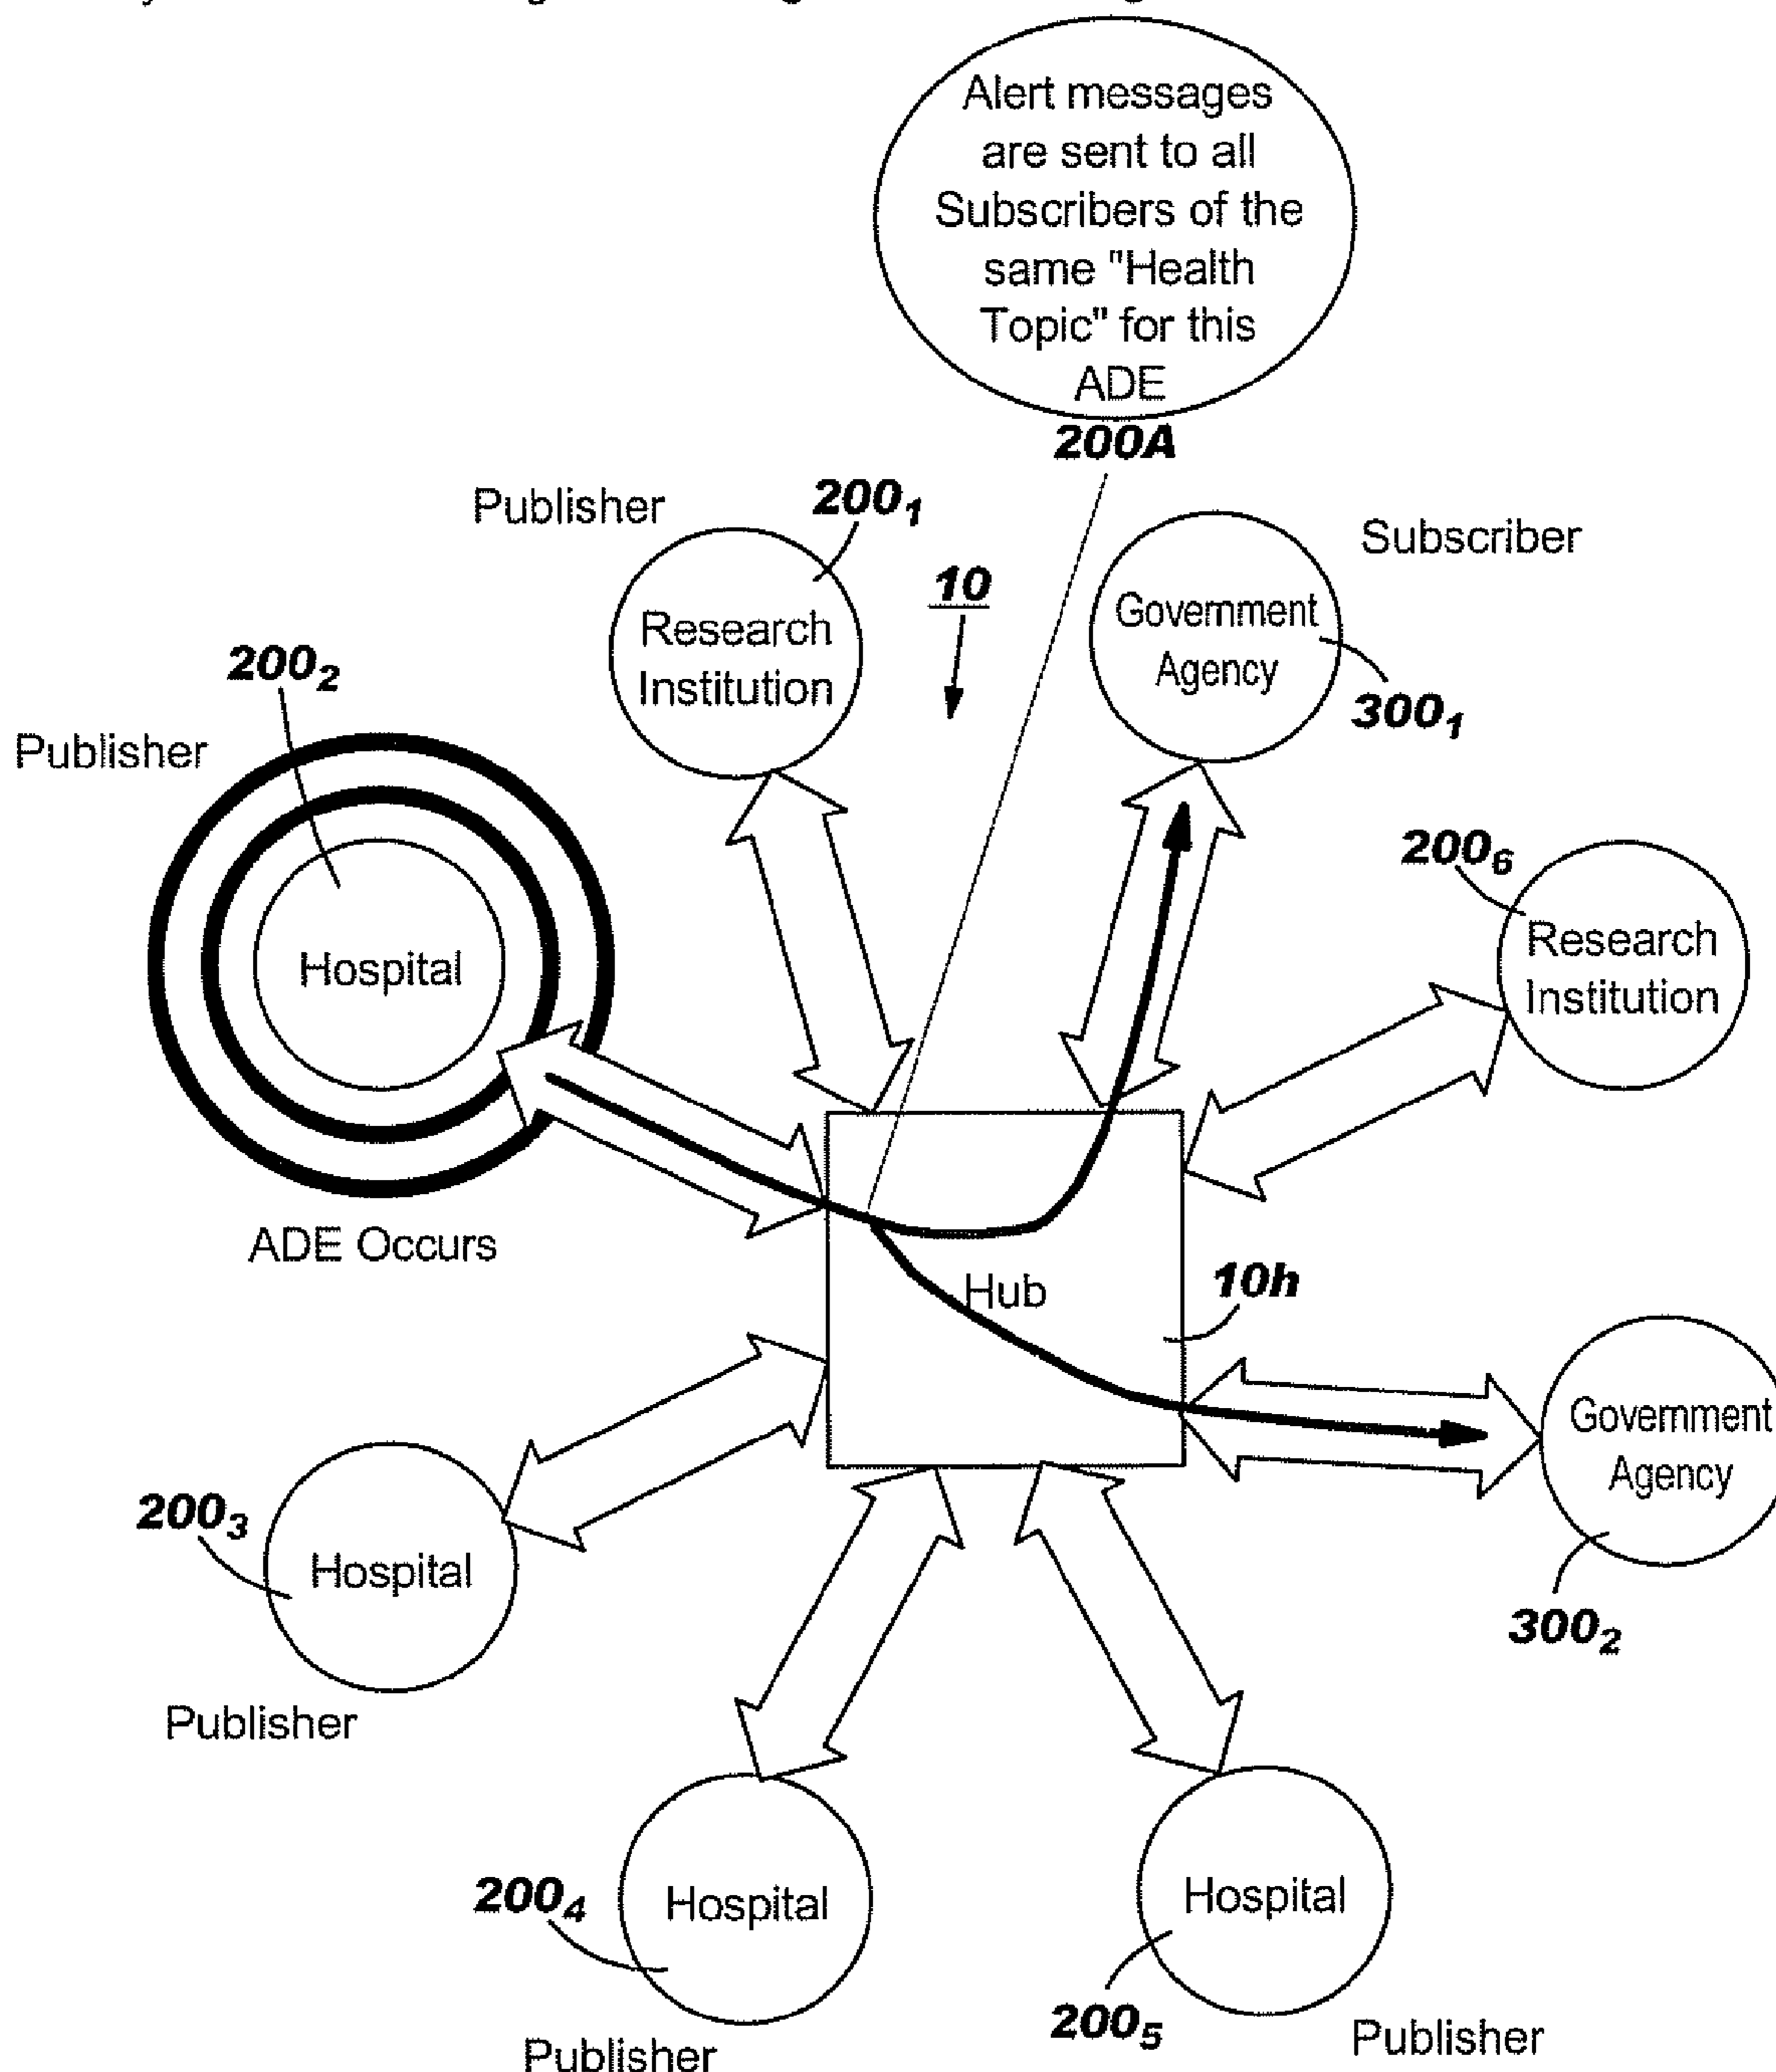 Alert messages
are sent to all
Subscribers of the
same "Health
Topic" for this
ADE
200A
Publisher
200₁
Subscriber
10
Research
Institution
Government
Agency
300₁
200₂
Publisher
200₆
Research
Institution
Hospital
ADE Occurs
Hub
10h
Government
Agency
300₂
200₃
Hospital
Publisher
200₄
Hospital
Publisher
Hospital
200₅
Publisher